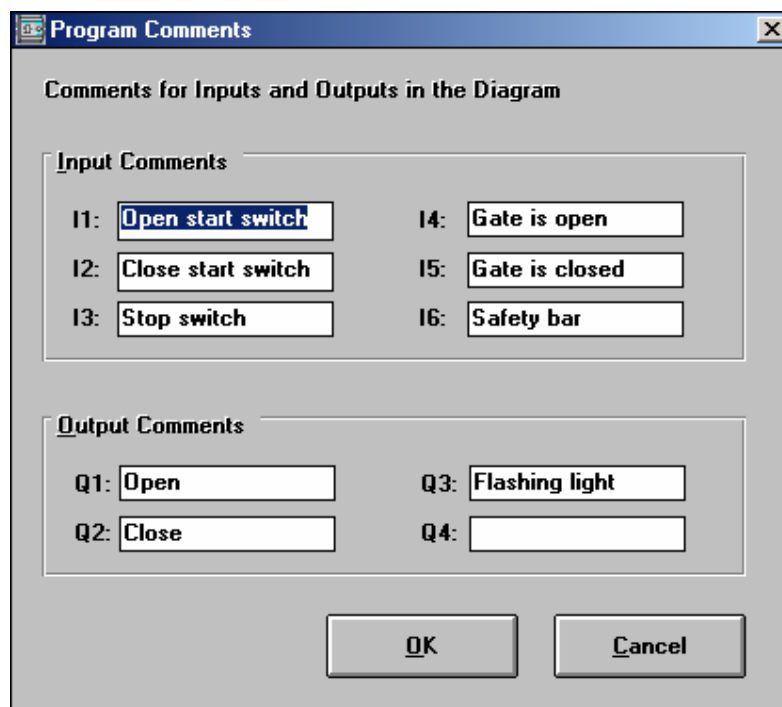 Program Comments
Comments for Inputs and Outputs in the Diagram
Input Comments
I1: Open start switch I4: Gate is open
I2: Close start switch I5: Gate is closed
I3: Stop switch I6: Safety bar
Output Comments
Q1: Open Q3: Flashing light
Q2: Close Q4:
OK Cancel